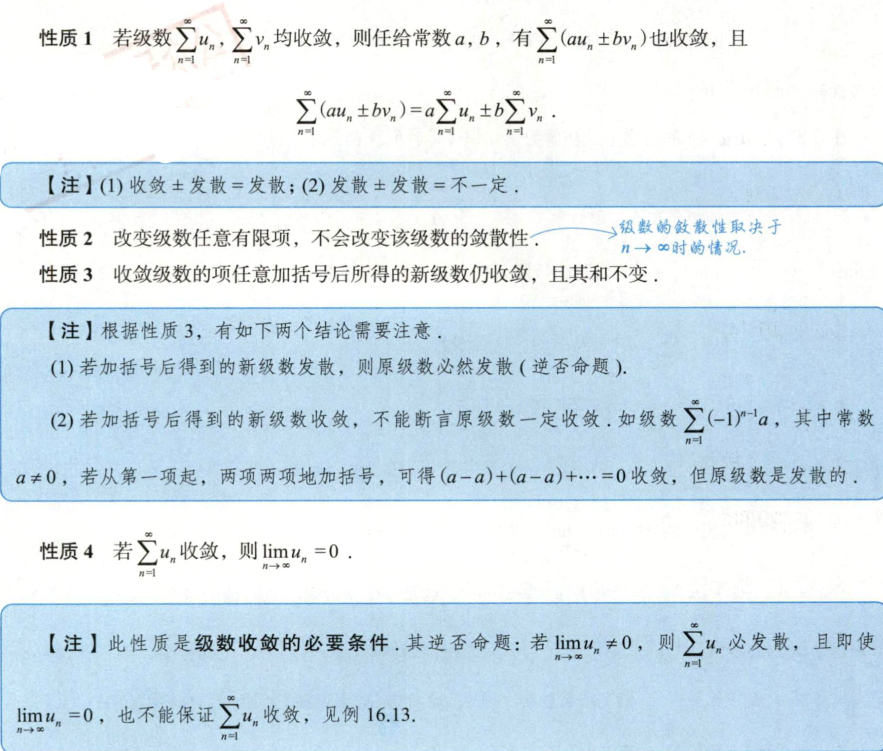 性质 1 若级数 $\sum_{n=1}^{\infty} u_n$，$\sum_{n=1}^{\infty} v_n$ 均收敛，则任给常数 a，b，有 $\sum_{n=1}^{\infty}(au_n \pm bv_n)$ 也收敛，且
$\sum_{n=1}^{\infty}(au_n \pm bv_n)=a\sum_{n=1}^{\infty}u_n \pm b\sum_{n=1}^{\infty}v_n$ .
【注】(1) 收敛 ± 发散 = 发散；(2) 发散 ± 发散 = 不一定 .
性质 2 改变级数任意有限项，不会改变该级数的敛散性 .
级数的敛散性取决于
n → ∞时的情况.
性质 3 收敛级数的项任意加括号后所得的新级数仍收敛，且其和不变 .
【注】根据性质 3，有如下两个结论需要注意 .
(1) 若加括号后得到的新级数发散，则原级数必然发散 ( 逆否命题 ).
(2) 若加括号后得到的新级数收敛，不能断言原级数一定收敛 . 如级数 $\sum_{n=1}^{\infty}(-1)^{n-1}a$，其中常数
$a \neq 0$，若从第一项起，两项两项地加括号，可得 $(a-a)+(a-a)+\cdots=0$ 收敛，但原级数是发散的 .
性质 4 若 $\sum_{n=1}^{\infty}u_n$ 收敛，则 $\lim_{n\to\infty}u_n=0$ .
【注】此性质是级数收敛的必要条件 . 其逆否命题：若 $\lim_{n\to\infty}u_n \neq 0$，则 $\sum_{n=1}^{\infty}u_n$ 必发散，且即使
$\lim_{n\to\infty}u_n=0$，也不能保证 $\sum_{n=1}^{\infty}u_n$ 收敛，见例 16.13.